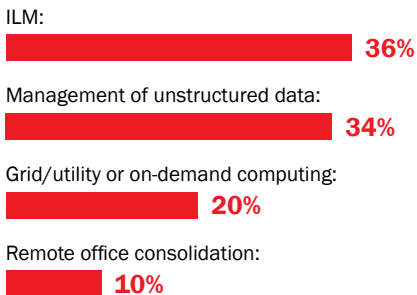 ILM:
36%
Management of unstructured data:
34%
Grid/utility or on-demand computing:
20%
Remote office consolidation:
10%